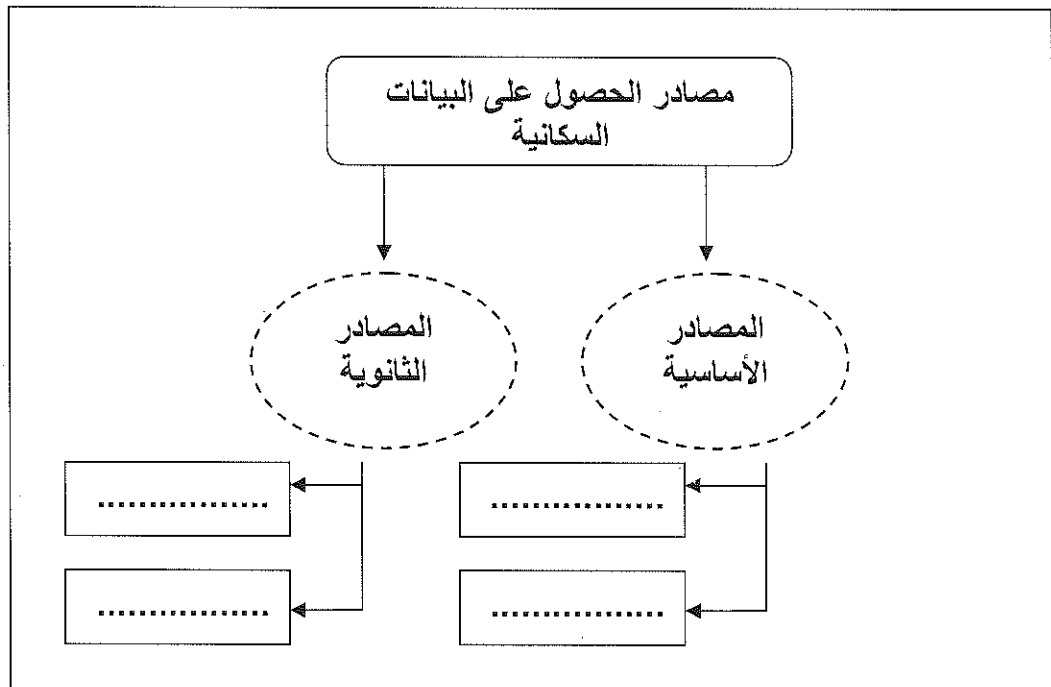 مصادر الحصول على البيانات
السكانية
المصادر
الأساسية
المصادر
الثانوية
................
................
................
................